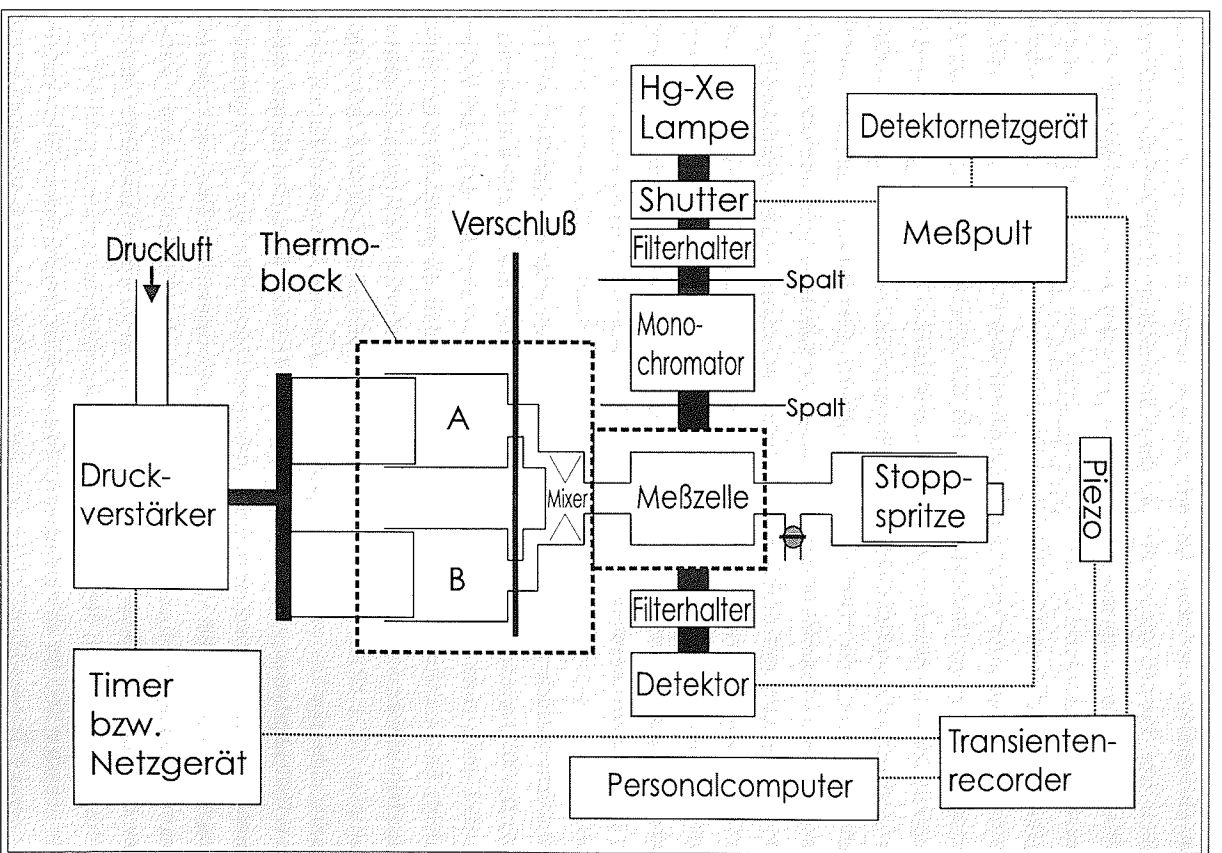 Hg-Xe
Lampe
Detektornetzgerät
Shutter
Meßpult
Verschluß
Filterhalter
Druckluft
Thermo-
block
Spalt
Mono-
chromator
Spalt
A
Druck-
verstärker
Mixer
Meßzelle
Stopp-
spritze
Piezo
B
Filterhalter
Detektor
Timer
bzw.
Netzgerät
Transienten-
recorder
Personalcomputer